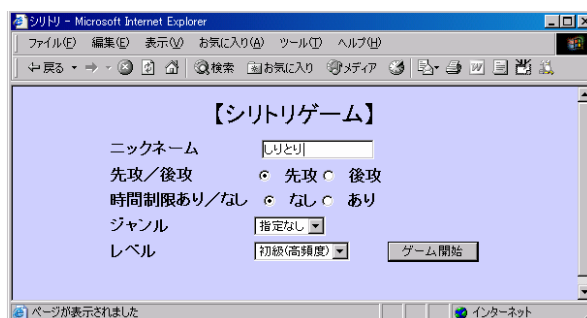 シリトリ - Microsoft Internet Explorer
ファイル(F) 編集(E) 表示(V) お気に入り(A) ツール(T) ヘルプ(H)
戻る 検索 お気に入り メディア
【シリトリゲーム】
ニックネーム しりとり
先攻／後攻 先攻 後攻
時間制限あり／なし なし あり
ジャンル 指定なし
レベル 初級(高頻度) ゲーム開始
ページが表示されました インターネット